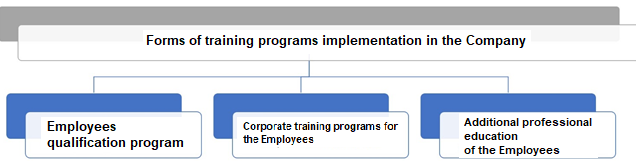 Forms of training programs implementation in the Company
Employees
qualification program
Corporate training programs for
the Employees
Additional professional
education
of the Employees